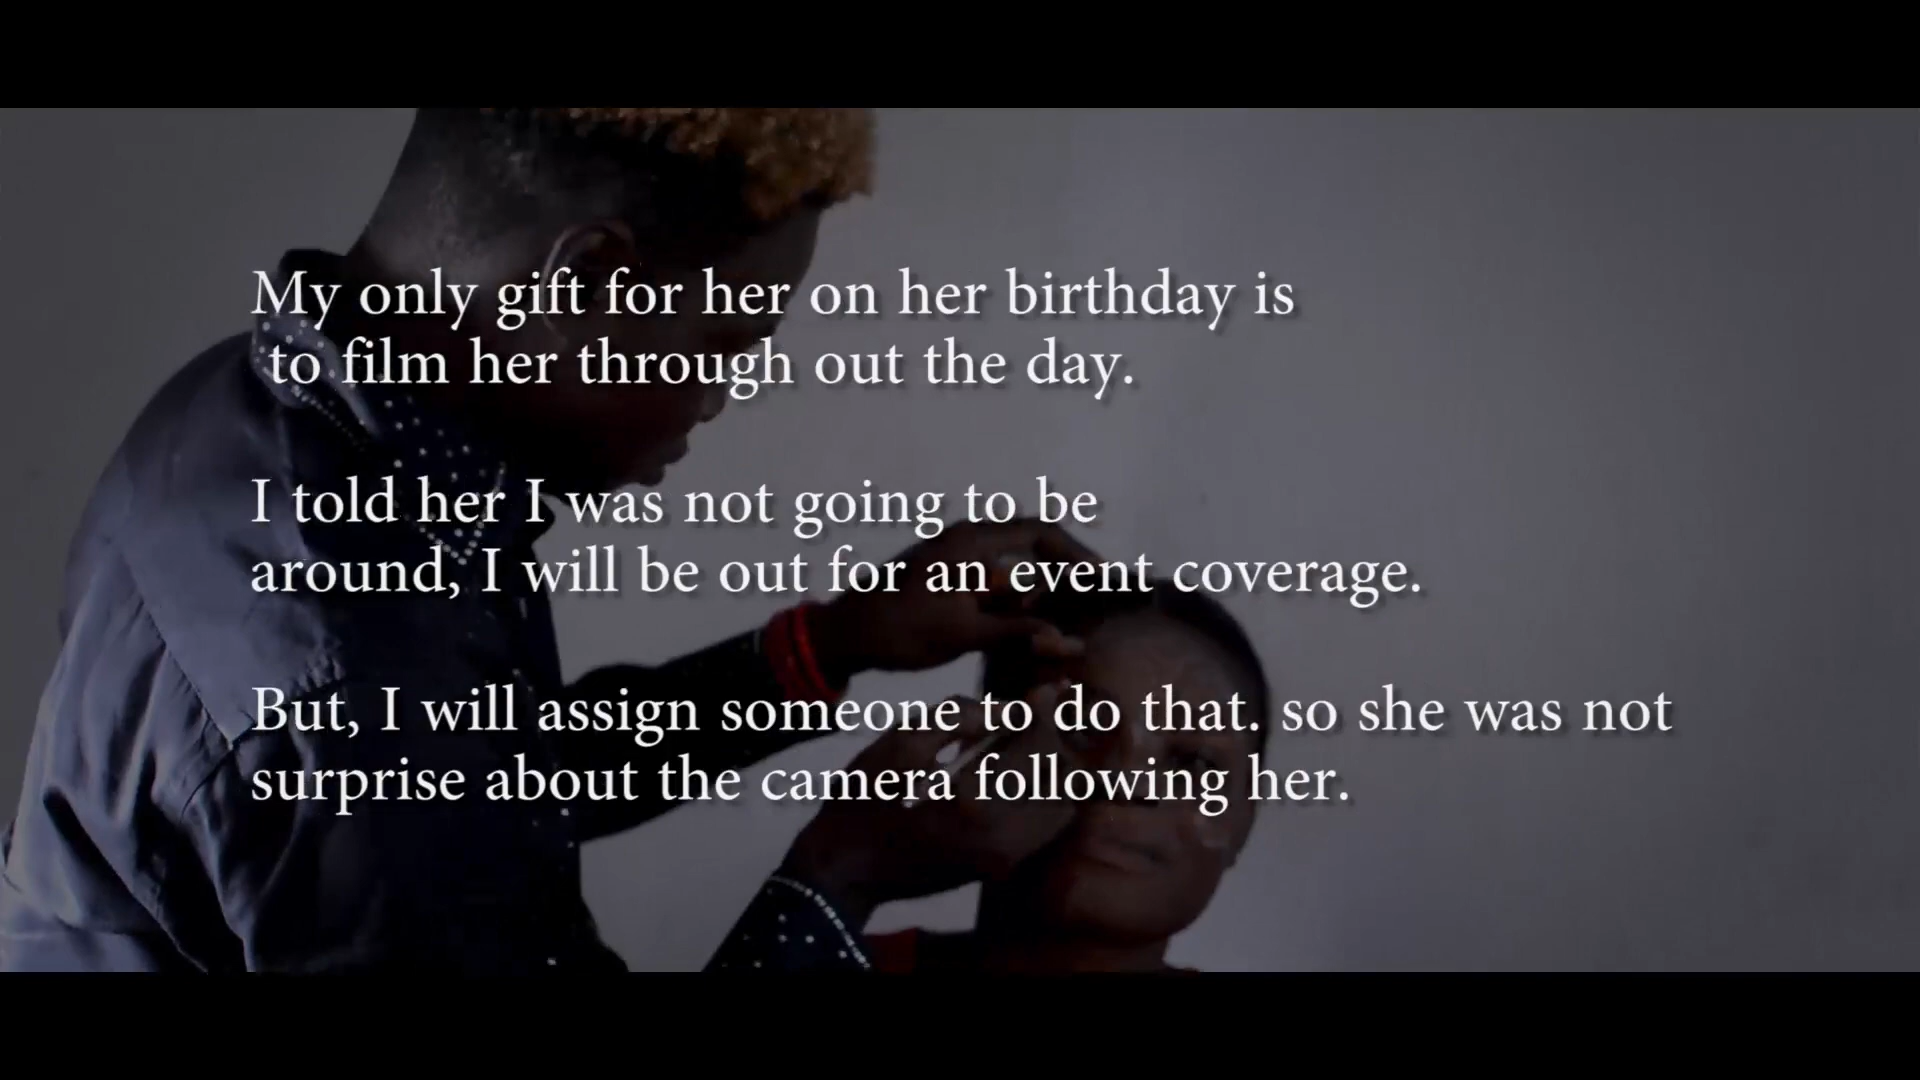 My only gift for her on her birthday is
to film her through out the day.
I told her I was not going to be
around, I will be out for an event coverage.
But, I will assign someone to do that. so she was not
surprise about the camera following her.